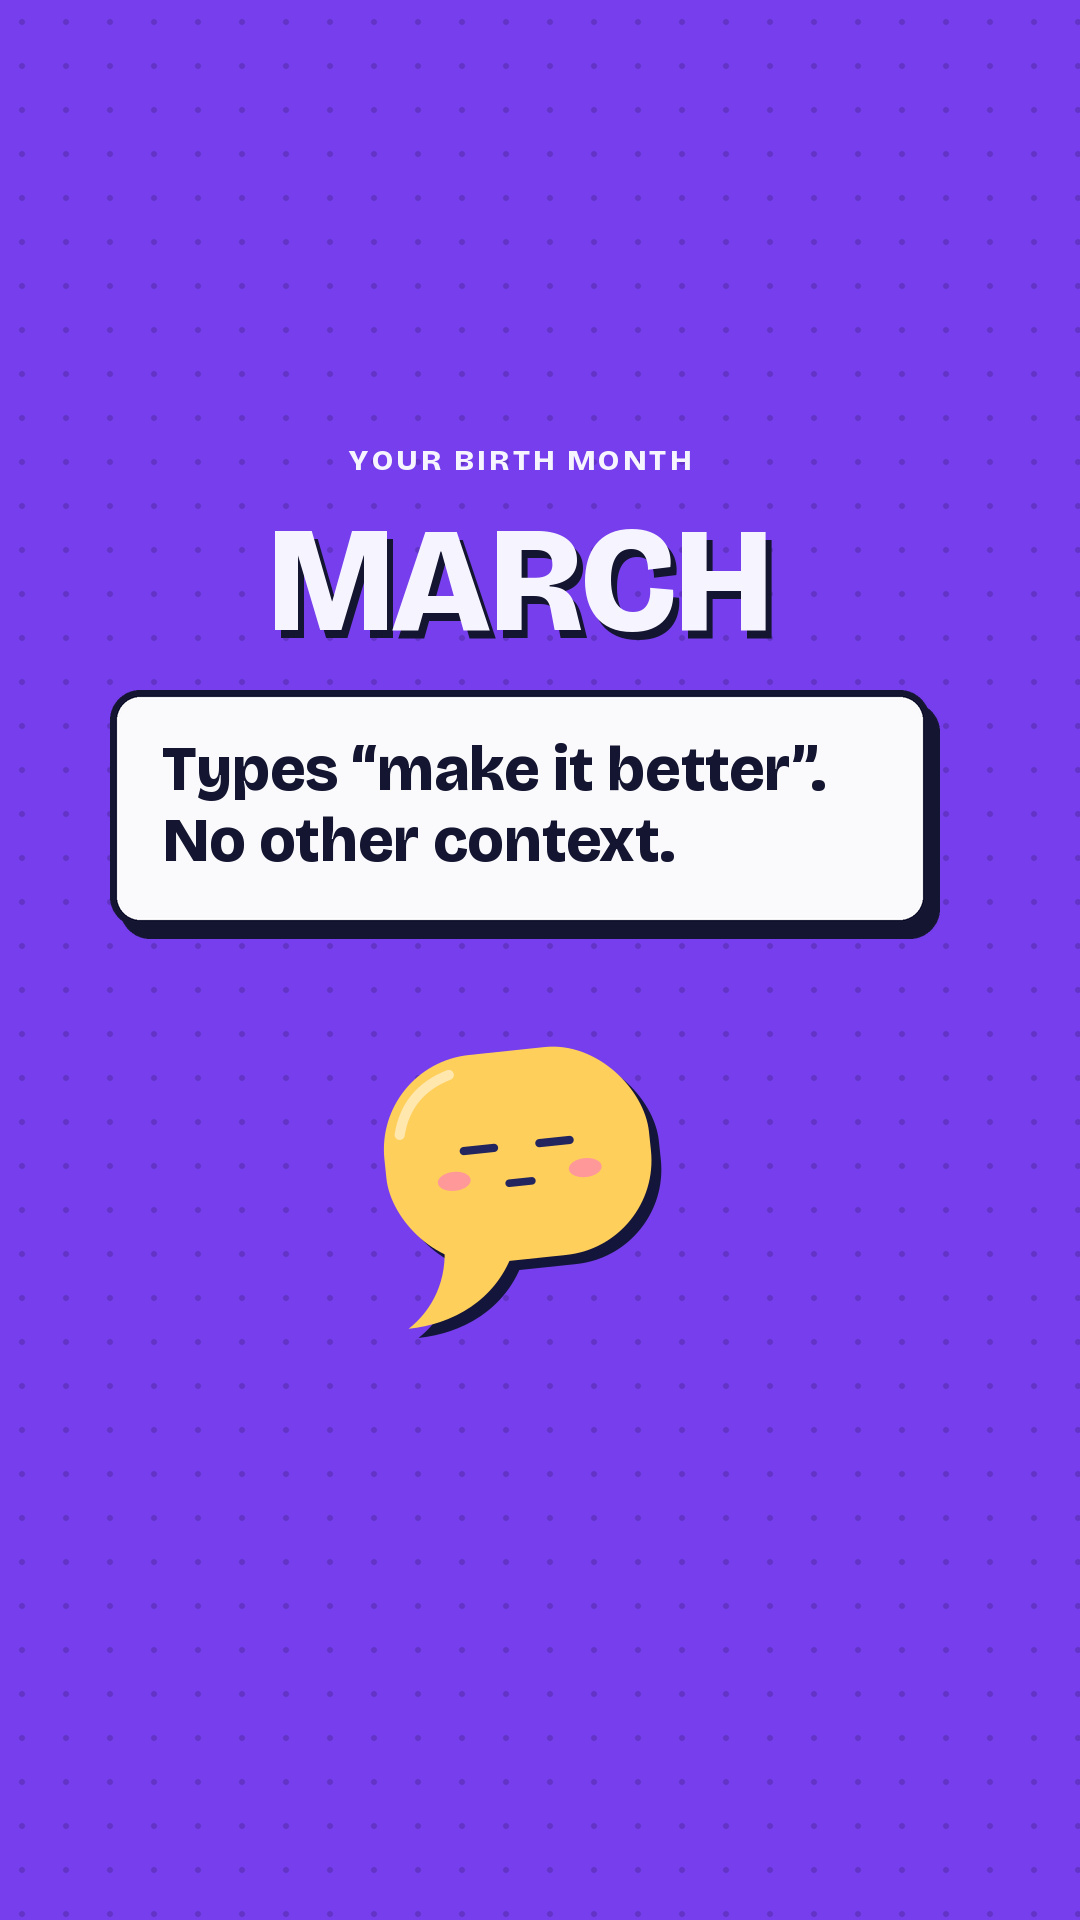 YOUR BIRTH MONTH
MARCH
Types “make it better”.
No other context.